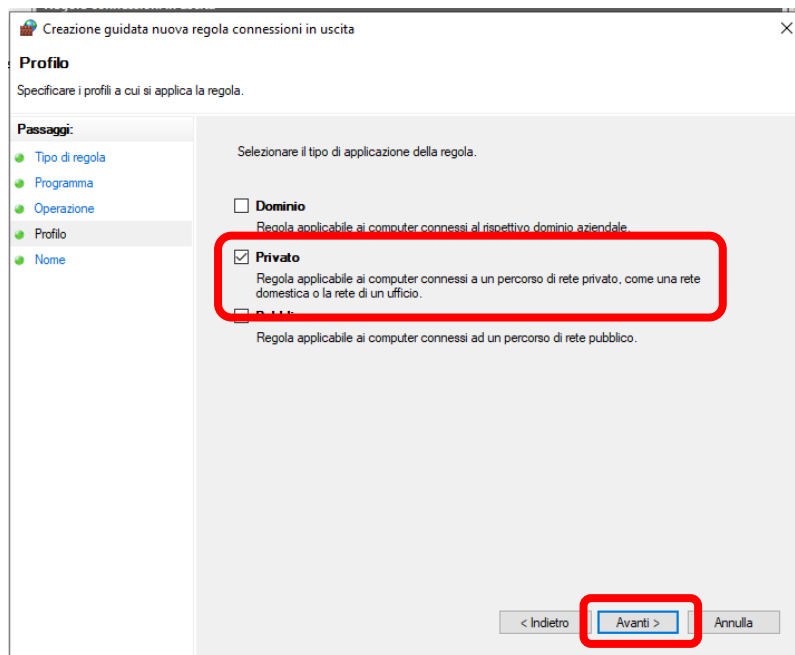 Creazione guidata nuova regola connessioni in uscita
Profilo
Specificare i profili a cui si applica la regola.
Passaggi:
Tipo di regola
Programma
Operazione
Profilo
Nome
Selezionare il tipo di applicazione della regola.
Dominio
Regola applicabile ai computer connessi al rispettivo dominio aziendale.
Privato
Regola applicabile ai computer connessi a un percorso di rete privato, come una rete
domestica o la rete di un ufficio.
Regola applicabile ai computer connessi ad un percorso di rete pubblico.
< Indietro
Avanti >
Annulla